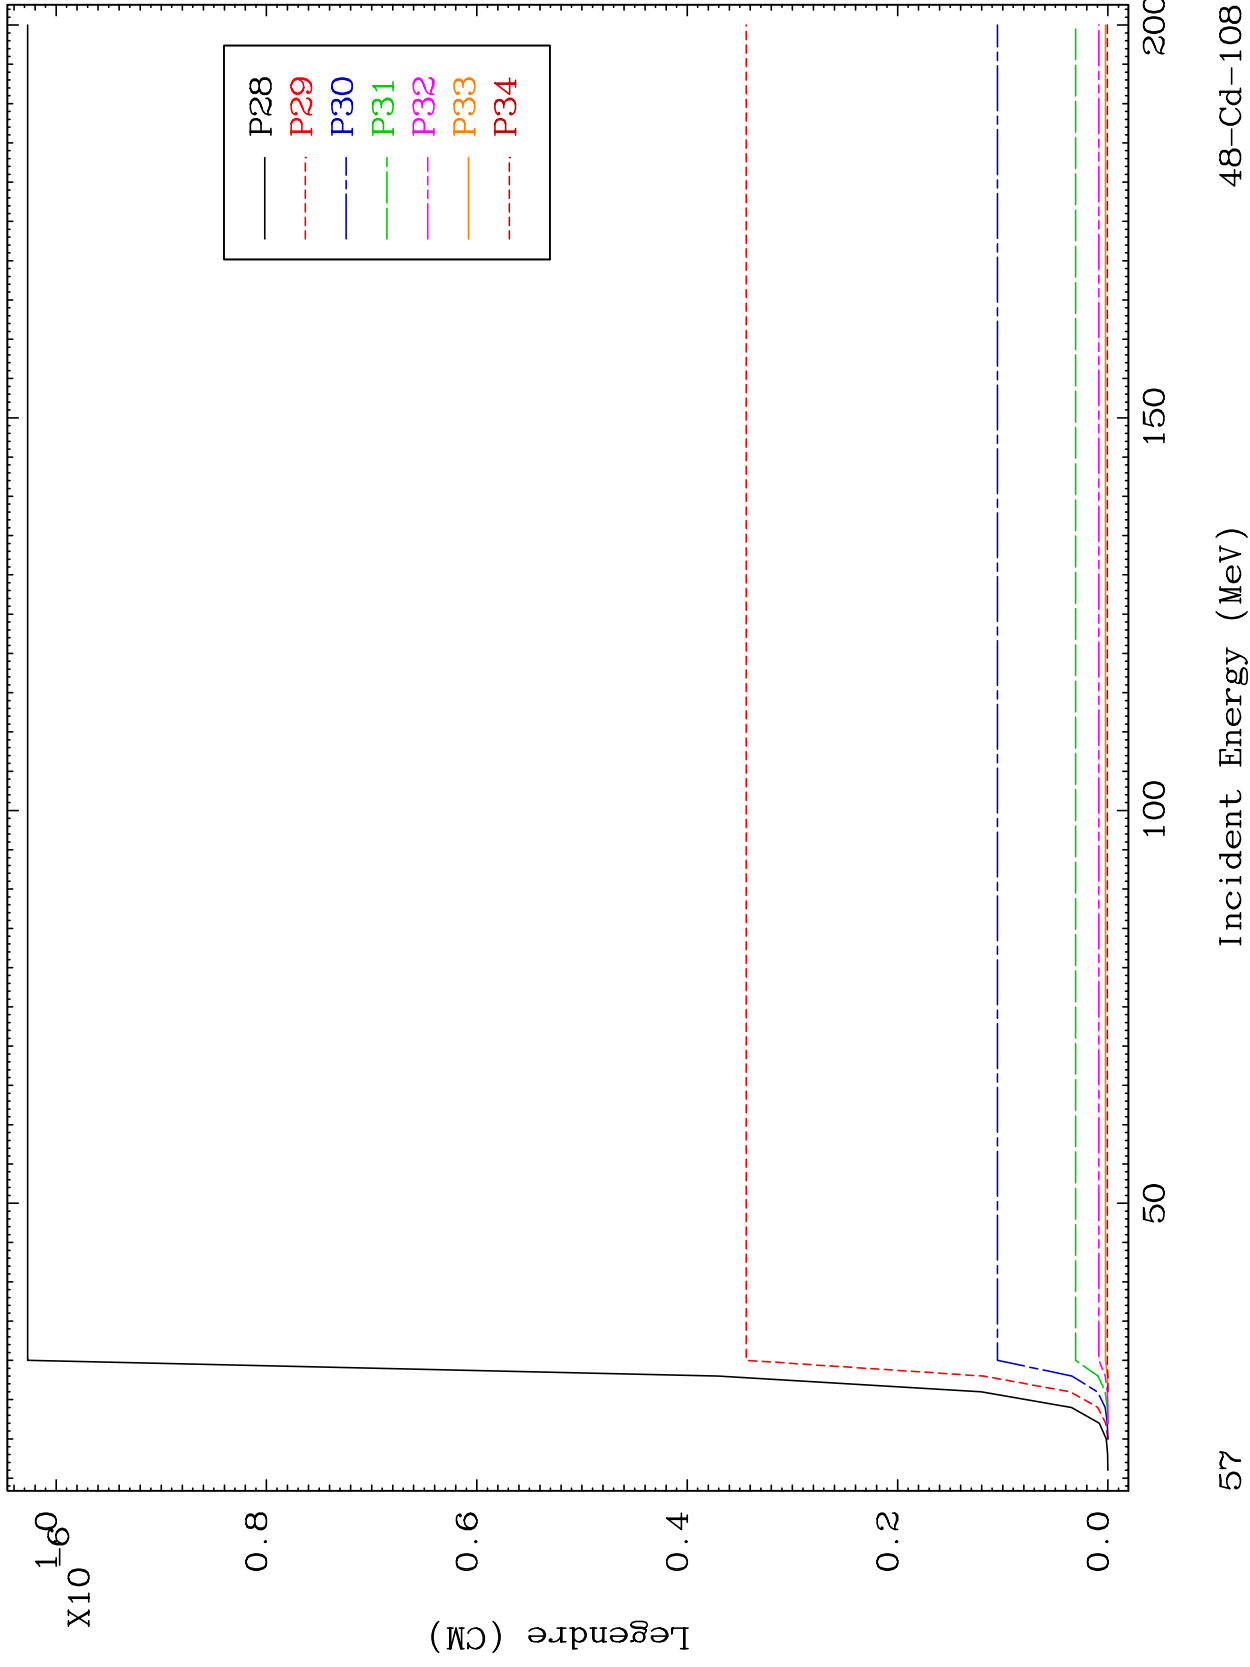 X10
-6
1.0
0.8
0.6
0.4
0.2
0.0
Legendre (CM)
P28
P29
P30
P31
P32
P33
P34
50
100
150
200
Incident Energy (MeV)
57
48-Cd-108